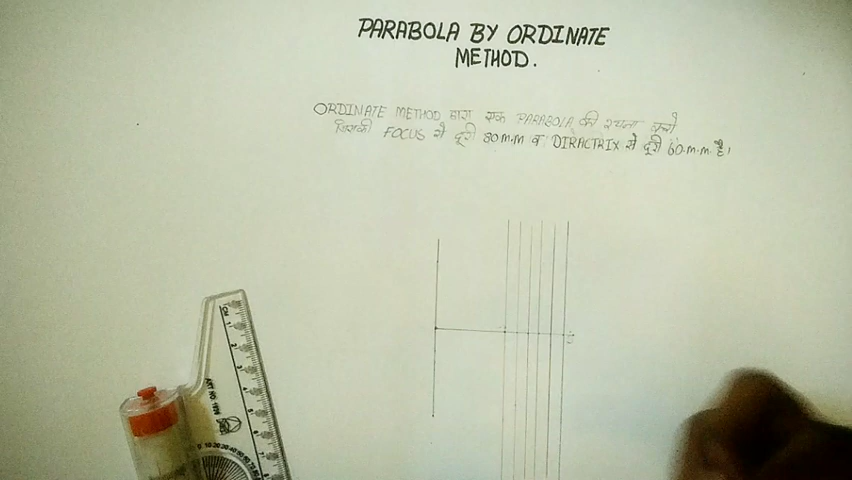 PARABOLA BY ORDINATE
METHOD.
ORDINATE METHOD द्वारा एक PARABOLA की रचना करो
जिसकी FOCUS से दूरी 80 m.m व DIRACTRIX से दूरी 60.m.m. है।